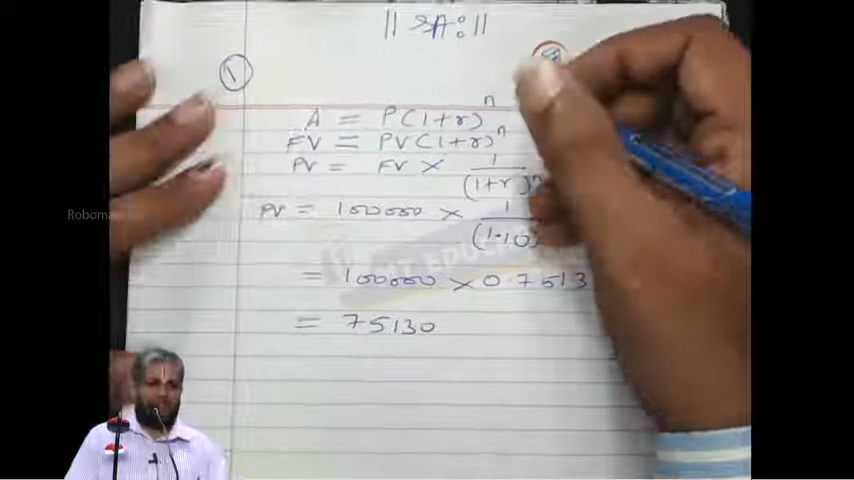 || श्री: ||
1
A = P(1+r)^n
FV = PV(1+r)^n
PV = FV × 1/(1+r)^n
PV = 100000 × 1/(1.10)
= 100000 × 0.7513
= 75130